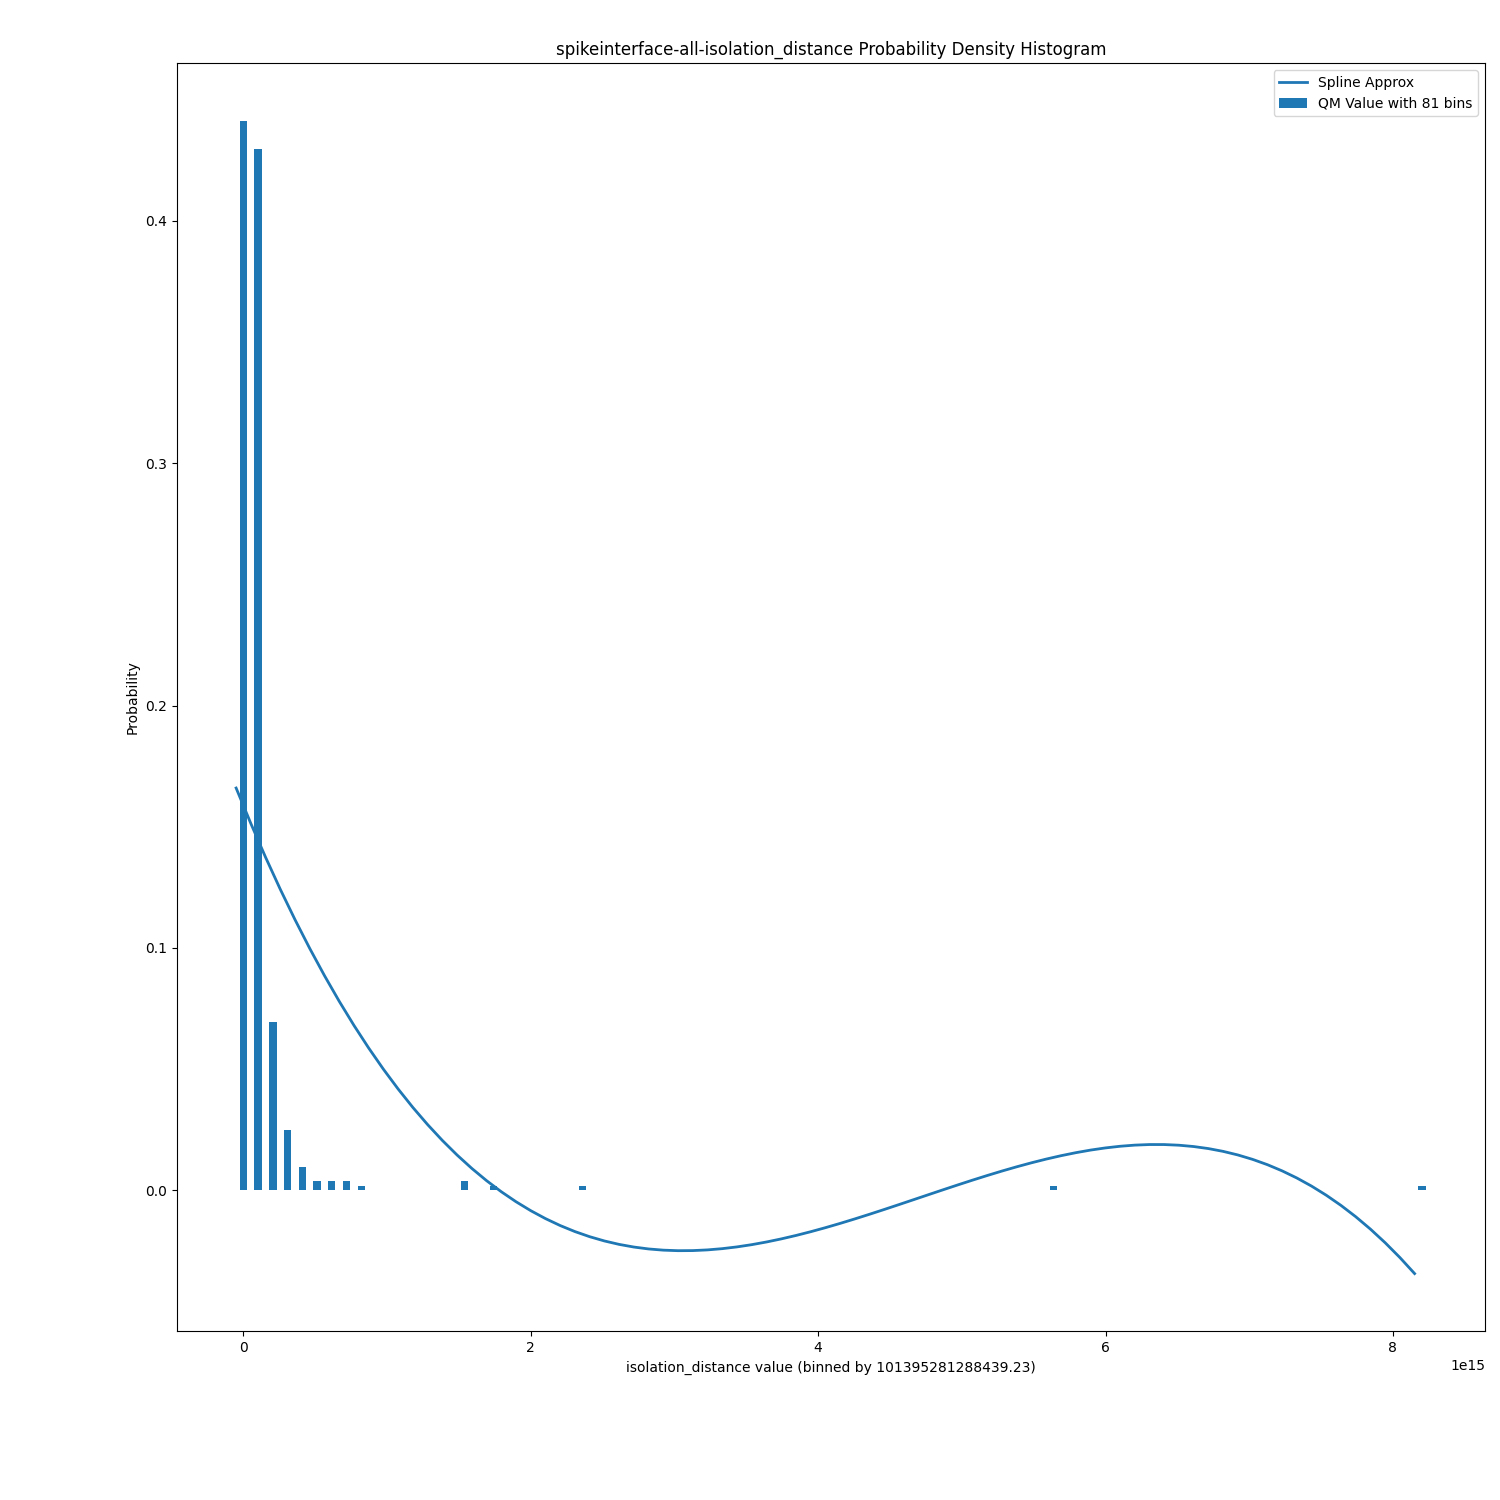 spikeinterface-all-isolation_distance Probability Density Histogram
Spline Approx
QM Value with 81 bins
Probability
0.4
0.3
0.2
0.1
0.0
0 2 4 6 8
1e15
isolation_distance value (binned by 101395281288439.23)